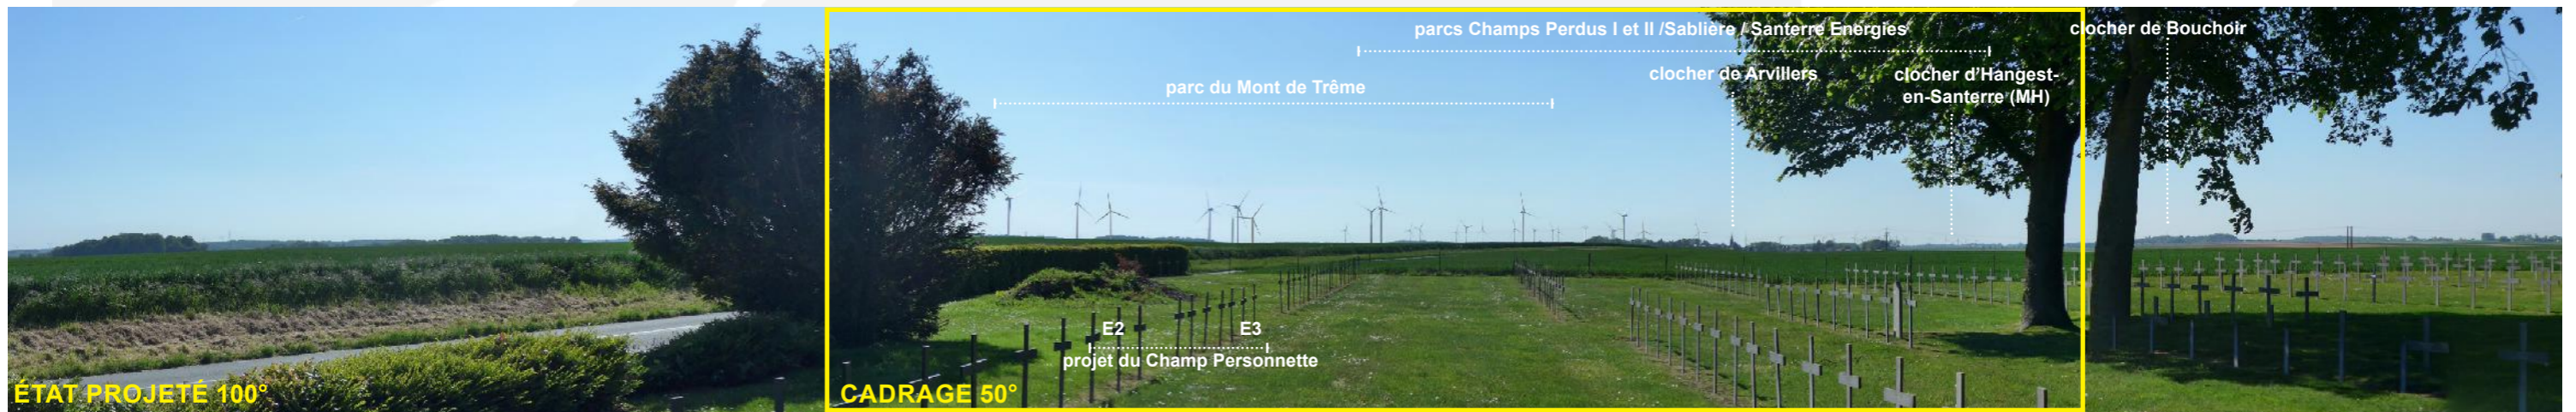 parcs Champs Perdus I et II /Sablière / Santerre Energies
clocher de Bouchoir
clocher de Arvillers
clocher d'Hangest-
en-Santerre (MH)
parc du Mont de Trême
E2
E3
projet du Champ Personnette
ÉTAT PROJETÉ 100°
CADRAGE 50°